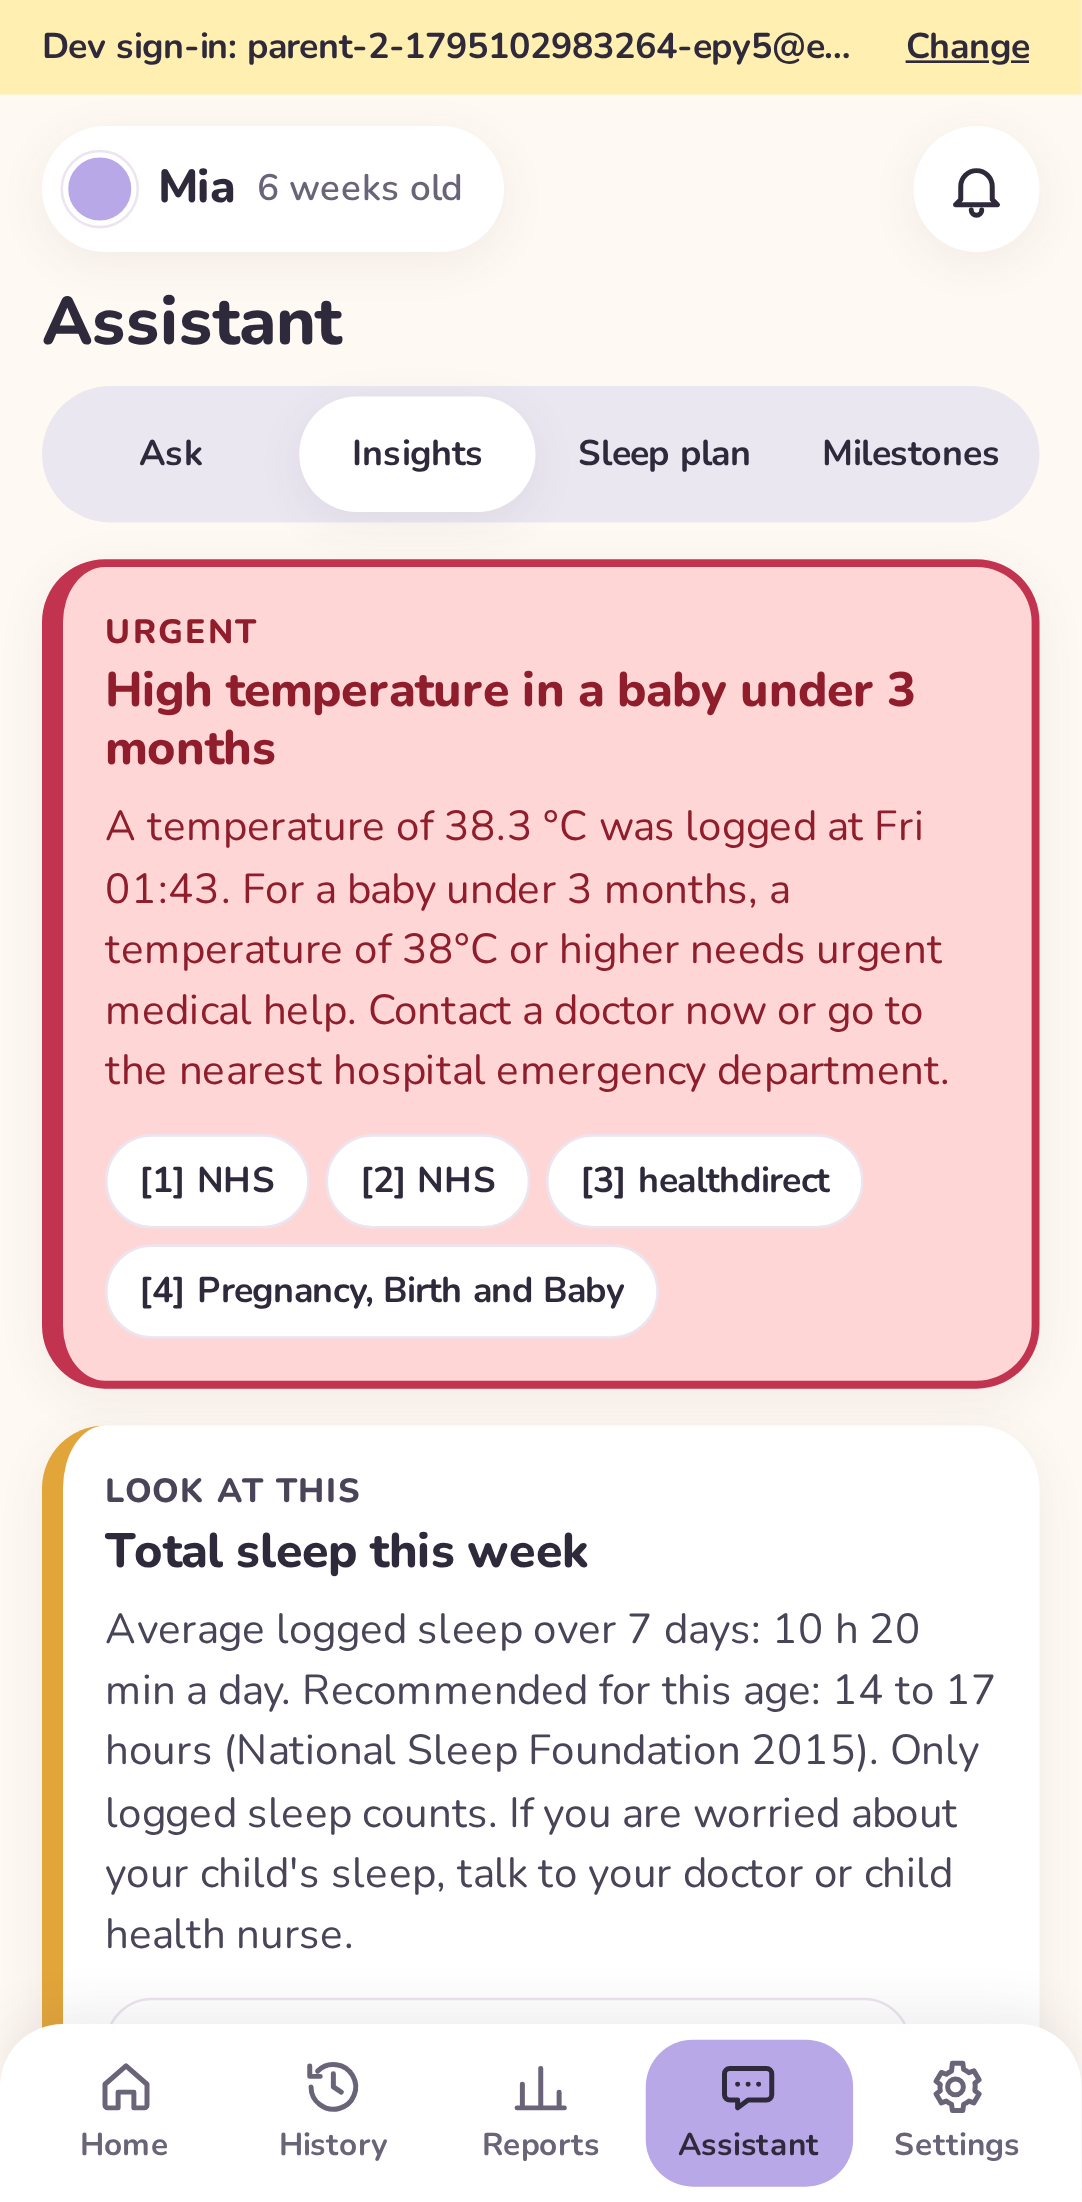 Dev sign-in: parent-2-1795102983264-epy5@e... Change
Mia 6 weeks old
Assistant
Ask Insights Sleep plan Milestones
URGENT
High temperature in a baby under 3
months
A temperature of 38.3 °C was logged at Fri
01:43. For a baby under 3 months, a
temperature of 38°C or higher needs urgent
medical help. Contact a doctor now or go to
the nearest hospital emergency department.
[1] NHS [2] NHS [3] healthdirect
[4] Pregnancy, Birth and Baby
LOOK AT THIS
Total sleep this week
Average logged sleep over 7 days: 10 h 20
min a day. Recommended for this age: 14 to 17
hours (National Sleep Foundation 2015). Only
logged sleep counts. If you are worried about
your child's sleep, talk to your doctor or child
health nurse.
Home History Reports Assistant Settings